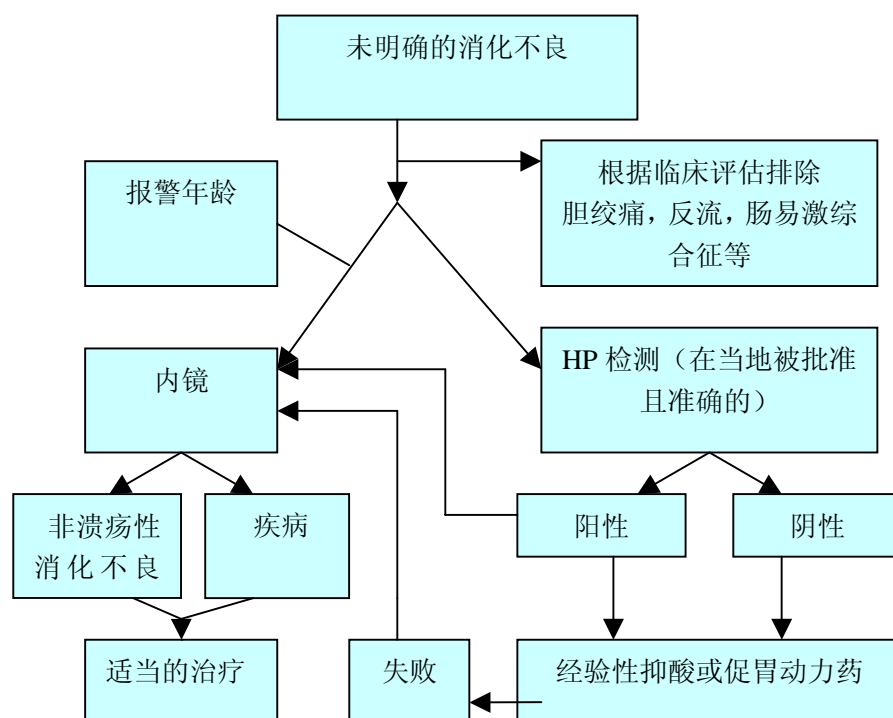 未明确的消化不良
报警年龄
根据临床评估排除
胆绞痛，反流，肠易激综
合征等
内镜
HP 检测（在当地被批准
且准确的）
非溃疡性
消化不良
疾病
阳性
阴性
适当的治疗
失败
经验性抑酸或促胃动力药